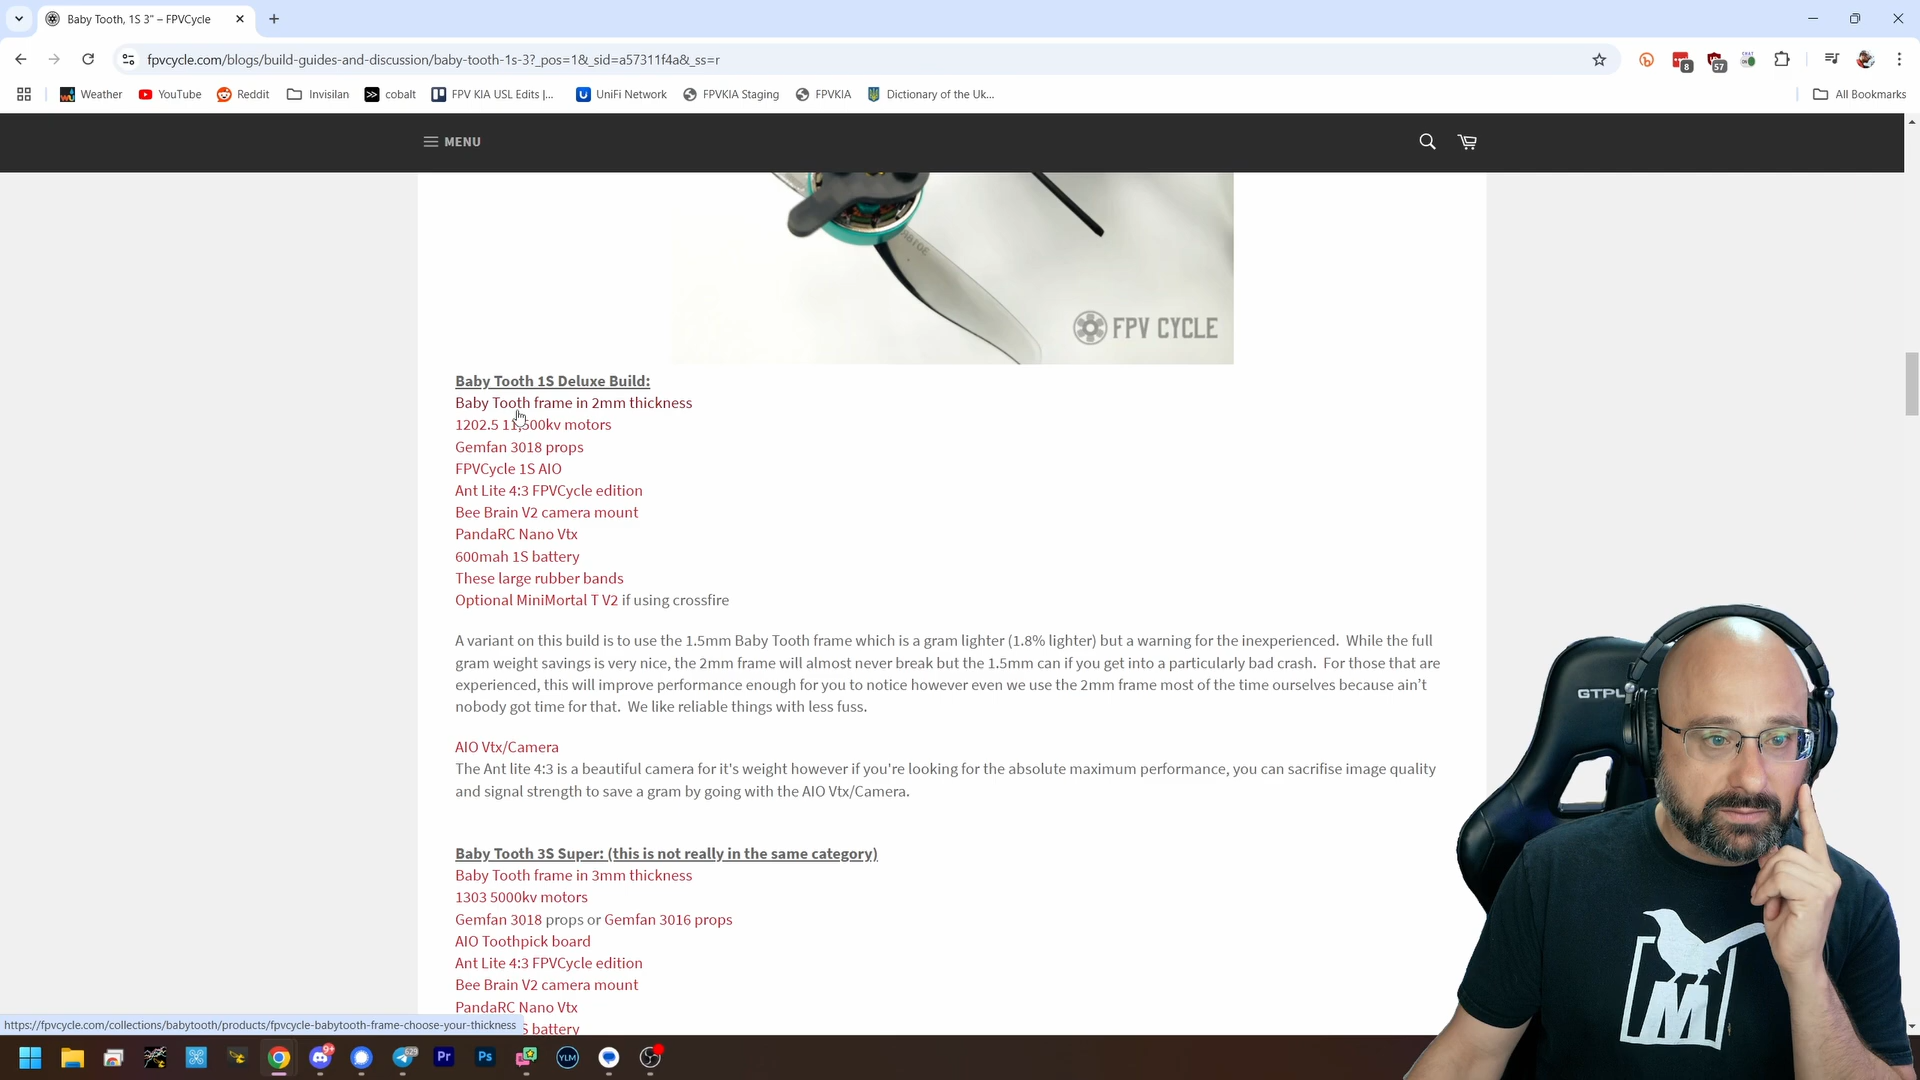 Baby Tooth, 1S 3" – FPVCycle
fpvcycle.com/blogs/build-guides-and-discussion/baby-tooth-1s-3?_pos=1&_sid=a57311f4a&_ss=r
8
57
Weather
YouTube
Reddit
Invisilan
cobalt
FPV KIA USL Edits |...
UniFi Network
FPVKIA Staging
FPVKIA
Dictionary of the Uk...
All Bookmarks
MENU
FPV CYCLE
Baby Tooth 1S Deluxe Build:
Baby Tooth frame in 2mm thickness
1202.5 11,500kv motors
Gemfan 3018 props
FPVCycle 1S AIO
Ant Lite 4:3 FPVCycle edition
Bee Brain V2 camera mount
PandaRC Nano Vtx
600mah 1S battery
These large rubber bands
Optional MiniMortal T V2 if using crossfire
A variant on this build is to use the 1.5mm Baby Tooth frame which is a gram lighter (1.8% lighter) but a warning for the inexperienced.  While the full
gram weight savings is very nice, the 2mm frame will almost never break but the 1.5mm can if you get into a particularly bad crash.  For those that are
experienced, this will improve performance enough for you to notice however even we use the 2mm frame most of the time ourselves because ain't
nobody got time for that.  We like reliable things with less fuss.
AIO Vtx/Camera
The Ant lite 4:3 is a beautiful camera for it's weight however if you're looking for the absolute maximum performance, you can sacrifise image quality
and signal strength to save a gram by going with the AIO Vtx/Camera.
Baby Tooth 3S Super: (this is not really in the same category)
Baby Tooth frame in 3mm thickness
1303 5000kv motors
Gemfan 3018 props or Gemfan 3016 props
AIO Toothpick board
Ant Lite 4:3 FPVCycle edition
Bee Brain V2 camera mount
PandaRC Nano Vtx
S battery
https://fpvcycle.com/collections/babytooth/products/fpvcycle-babytooth-frame-choose-your-thickness
GTPL
M
9+
629
Pr
Ps
YLM